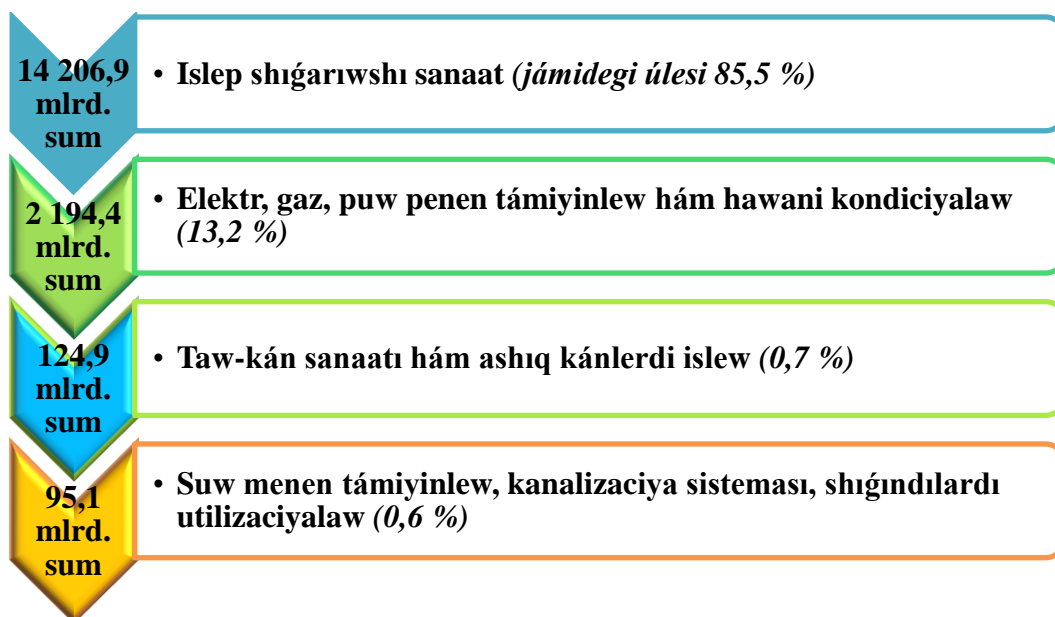 14 206,9
mlrd.
sum
• Islep shıǵarıwshı sanaat (jámidegi úlesi 85,5 %)
2 194,4
mlrd.
sum
• Elektr, gaz, puw penen támiyinlew hám hawani kondiciyalaw
(13,2 %)
124,9
mlrd.
sum
• Taw-kán sanaatı hám ashıq kánlerdi islew (0,7 %)
95,1
mlrd.
sum
• Suw menen támiyinlew, kanalizaciya sisteması, shıǵındılardı
utilizaciyalaw (0,6 %)